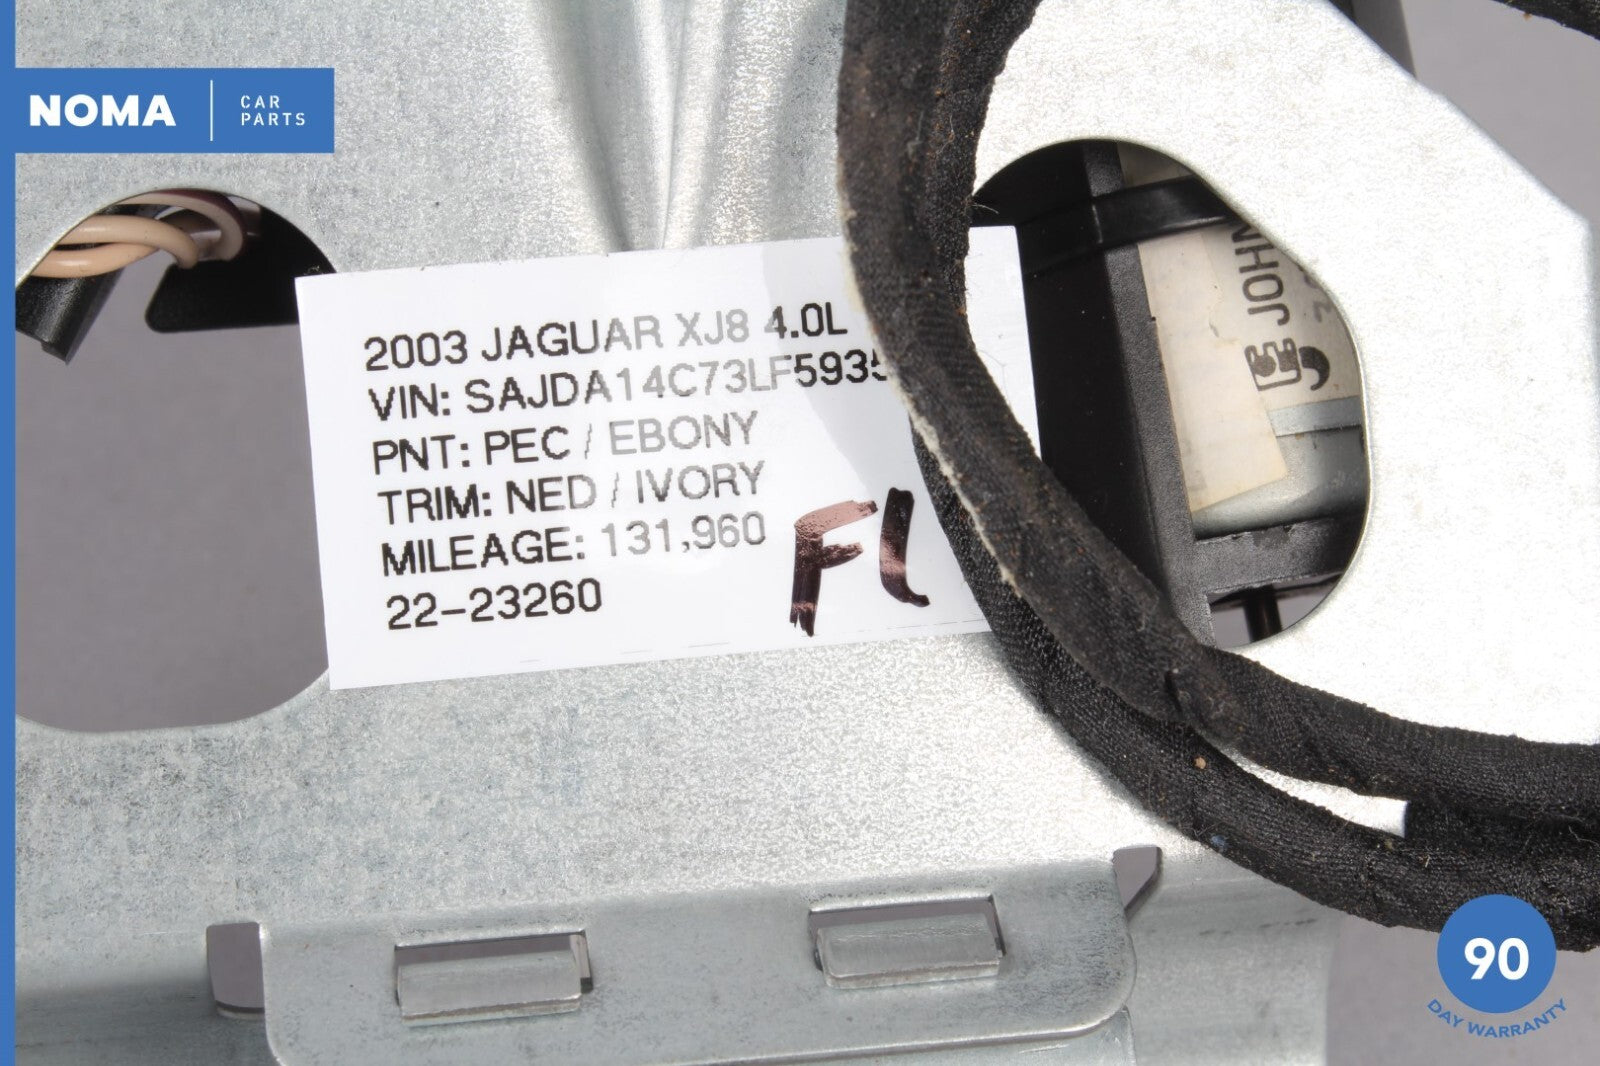 NOMA
CAR
PARTS
2003 JAGUAR XJ8 4.0L
VIN: SAJDA14C73LF5935
PNT: PEC / EBONY
TRIM: NED / IVORY
MILEAGE: 131,960
22-23260
FL
JOHN
90
DAY WARRANTY